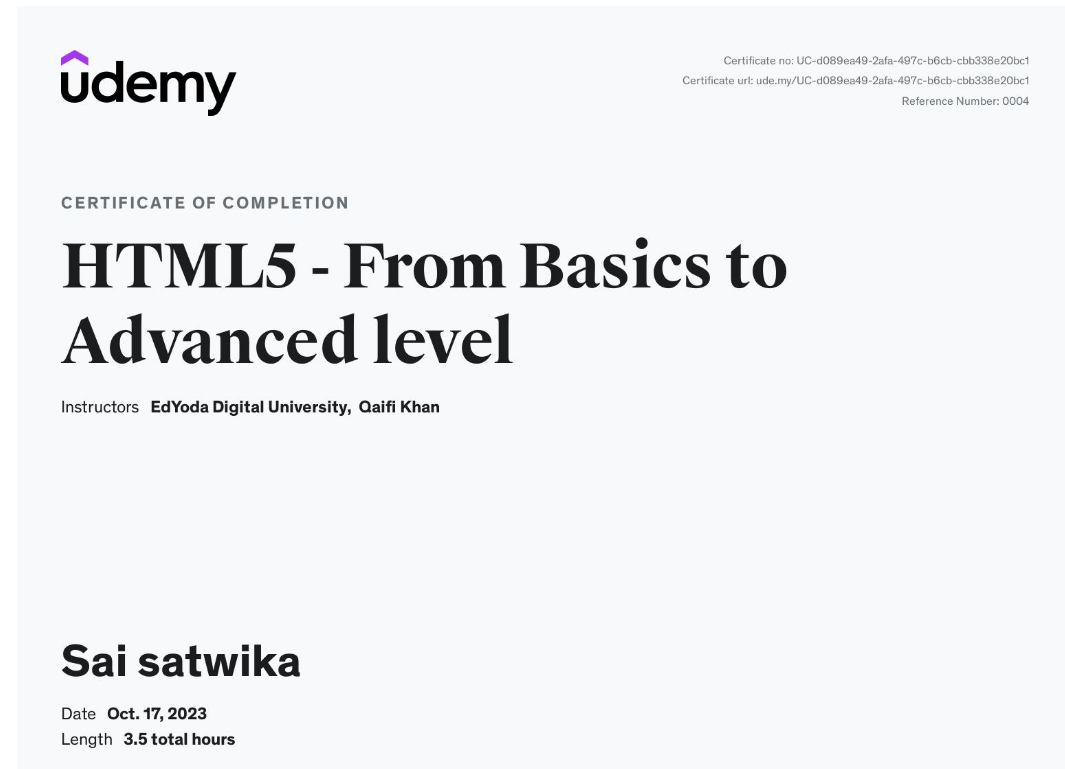 udemy
Certificate no: UC-d089ea49-2afa-497c-b6cb-cbb338e20bc1
Certificate url: ude.my/UC-d089ea49-2afa-497c-b6cb-cbb338e20bc1
Reference Number: 0004
CERTIFICATE OF COMPLETION
HTML5 - From Basics to
Advanced level
Instructors EdYoda Digital University, Qaifi Khan
Sai satwika
Date Oct. 17, 2023
Length 3.5 total hours